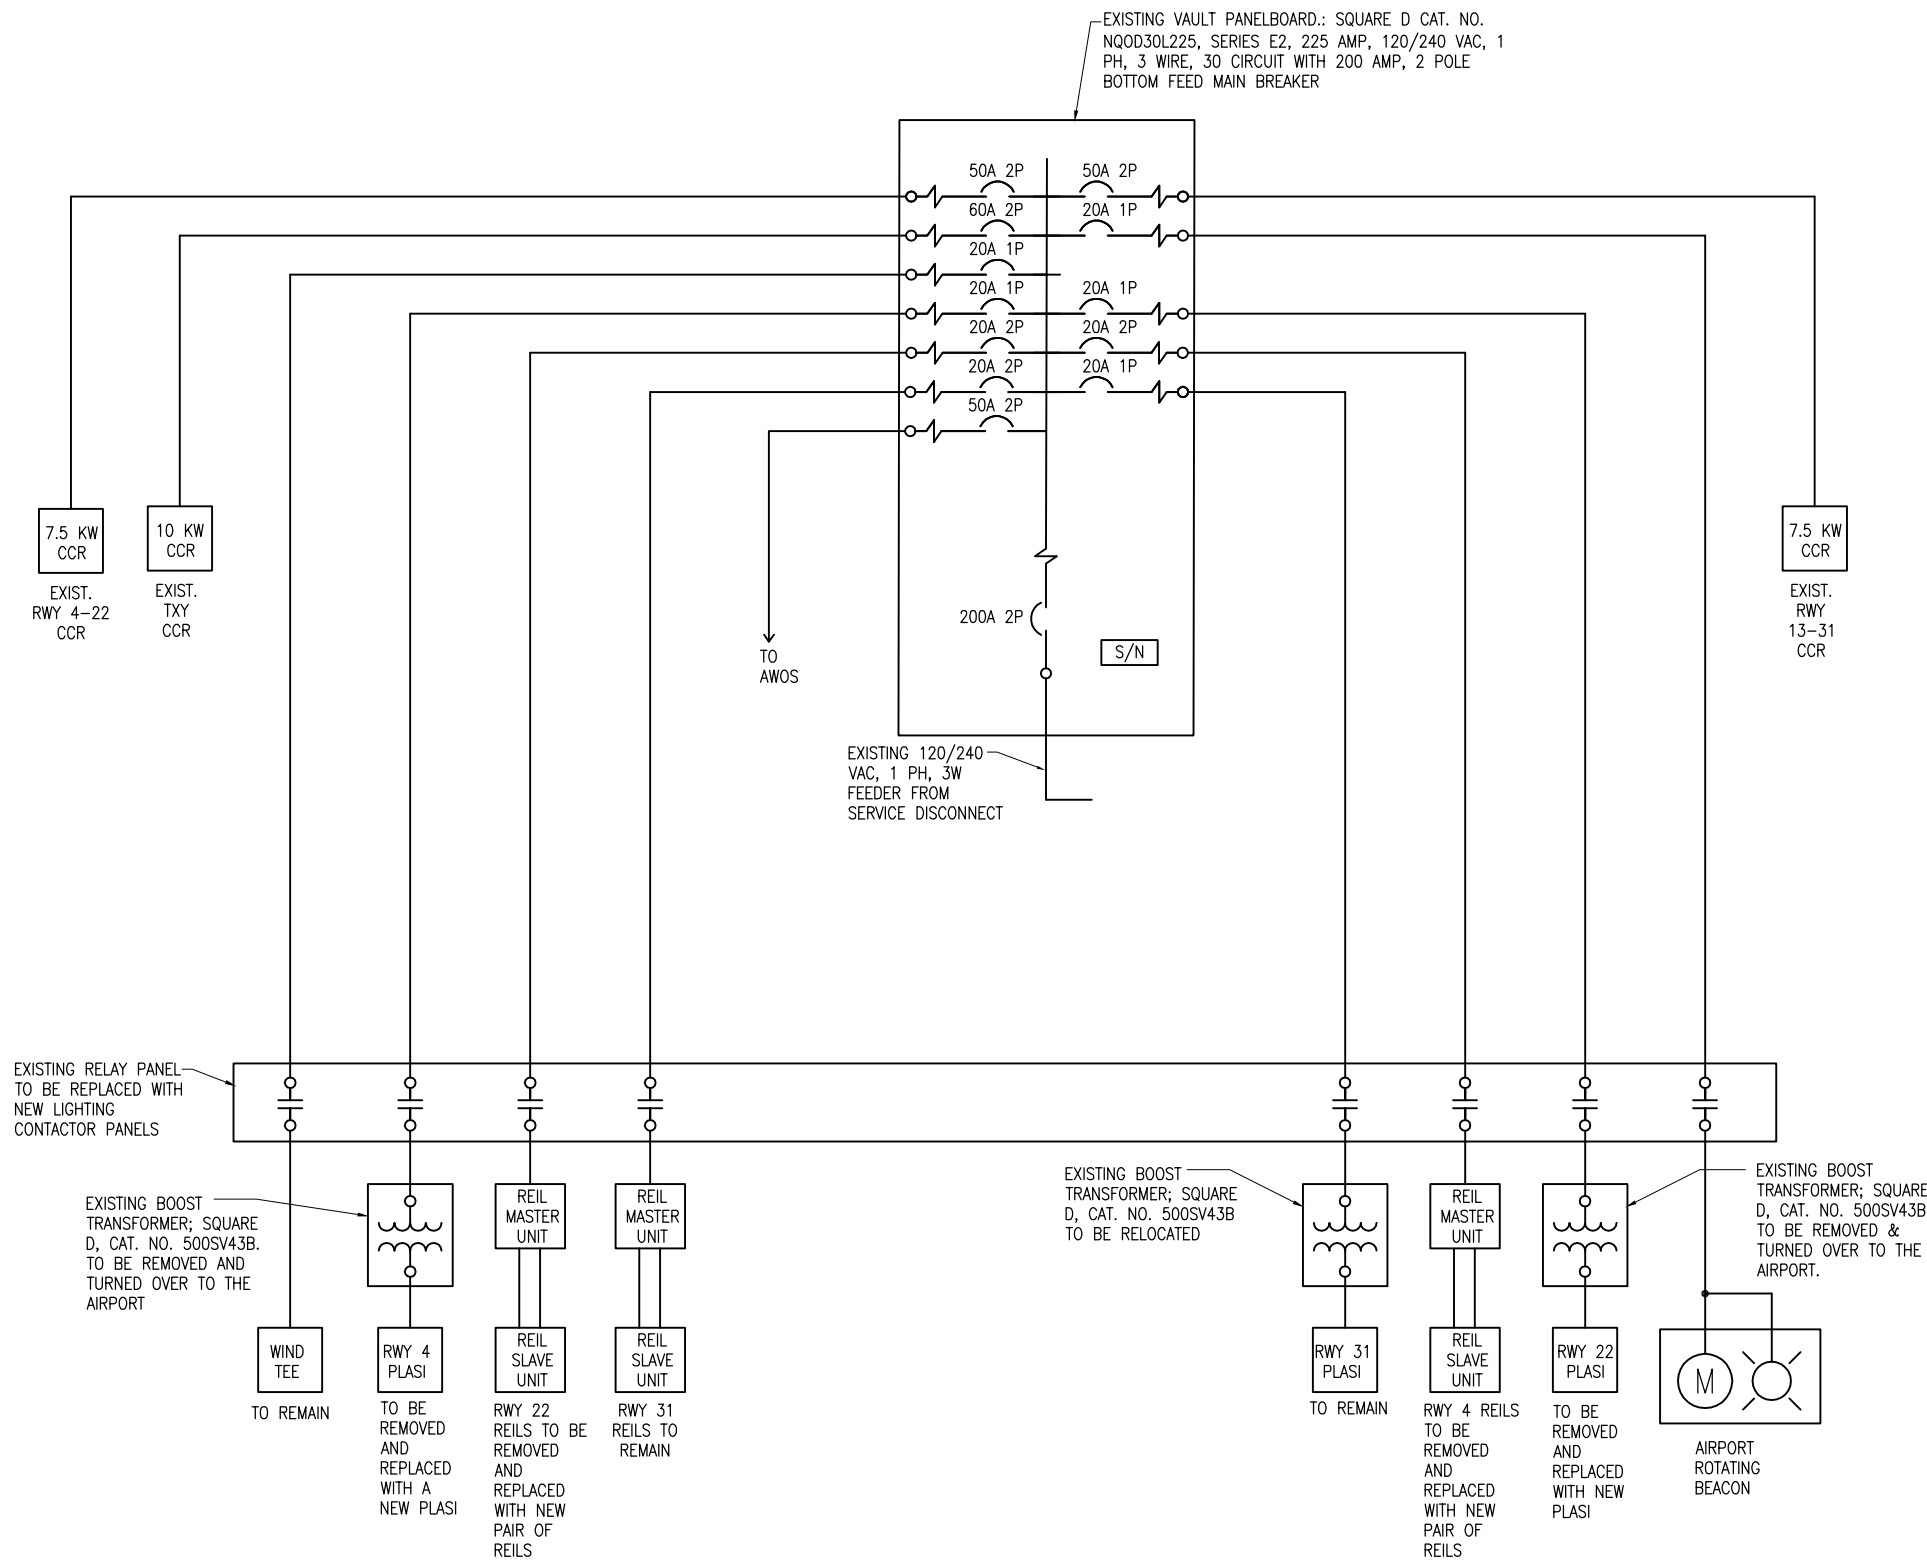 EXISTING VAULT PANELBOARD.: SQUARE D CAT. NO.
NQOD30L225, SERIES E2, 225 AMP, 120/240 VAC, 1
PH, 3 WIRE, 30 CIRCUIT WITH 200 AMP, 2 POLE
BOTTOM FEED MAIN BREAKER
50A 2P
50A 2P
60A 2P
20A 1P
20A 1P
20A 1P
20A 1P
20A 2P
20A 2P
20A 2P
20A 1P
50A 2P
200A 2P
S/N
7.5 KW
CCR
EXIST.
RWY 4-22
CCR
10 KW
CCR
EXIST.
TXY
CCR
TO
AWOS
7.5 KW
CCR
EXIST.
RWY
13-31
CCR
EXISTING 120/240
VAC, 1 PH, 3W
FEEDER FROM
SERVICE DISCONNECT
EXISTING RELAY PANEL
TO BE REPLACED WITH
NEW LIGHTING
CONTACTOR PANELS
EXISTING BOOST
TRANSFORMER; SQUARE
D, CAT. NO. 500SV43B.
TO BE REMOVED AND
TURNED OVER TO THE
AIRPORT
REIL
MASTER
UNIT
REIL
MASTER
UNIT
EXISTING BOOST
TRANSFORMER; SQUARE
D, CAT. NO. 500SV43B
TO BE RELOCATED
REIL
MASTER
UNIT
EXISTING BOOST
TRANSFORMER; SQUARE
D, CAT. NO. 500SV43B
TO BE REMOVED &
TURNED OVER TO THE
AIRPORT.
WIND
TEE
TO REMAIN
RWY 4
PLASI
TO BE
REMOVED
AND
REPLACED
WITH A
NEW PLASI
REIL
SLAVE
UNIT
RWY 22
REILS TO BE
REMOVED
AND
REPLACED
WITH NEW
PAIR OF
REILS
REIL
SLAVE
UNIT
RWY 31
REILS TO
REMAIN
RWY 31
PLASI
TO REMAIN
REIL
SLAVE
UNIT
RWY 4 REILS
TO BE
REMOVED
AND
REPLACED
WITH NEW
PAIR OF
REILS
RWY 22
PLASI
TO BE
REMOVED
AND
REPLACED
WITH NEW
PLASI
M
AIRPORT
ROTATING
BEACON